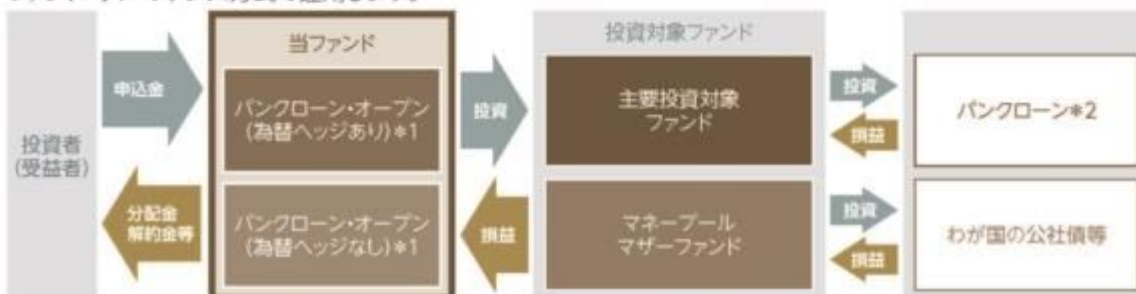 当ファンド
投資対象ファンド
投資者
(受益者)
申込金
分配金
解約金等
バンクローン・オープン
(為替ヘッジあり)*1
バンクローン・オープン
(為替ヘッジなし)*1
投資
損益
主要投資対象
ファンド
マネープール
マザーファンド
投資
損益
投資
損益
バンクローン*2
わが国の公社債等